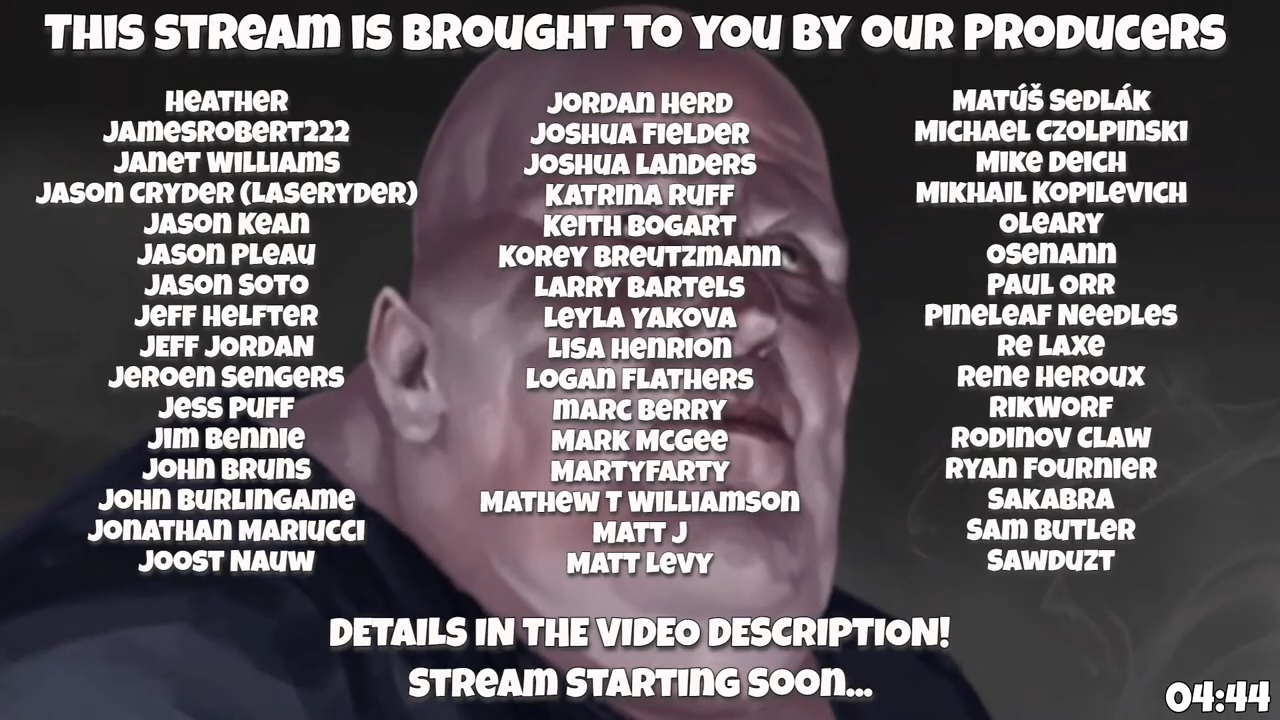 THIS STREAM IS BROUGHT TO YOU BY OUR PRODUCERS
HEATHER
JAMESROBERT222
JANET WILLIAMS
JASON CRYDER (LASERYDER)
JASON KEAN
JASON PLEAU
JASON SOTO
JEFF HELFTER
JEFF JORDAN
JEROEN SENGERS
JESS PUFF
JIM BENNIE
JOHN BRUNS
JOHN BURLINGAME
JONATHAN MARIUCCI
JOOST NAUW
JORDAN HERD
JOSHUA FIELDER
JOSHUA LANDERS
KATRINA RUFF
KEITH BOGART
KOREY BREUTZMANN
LARRY BARTELS
LEYLA YAKOVA
LISA HENRION
LOGAN FLATHERS
MARC BERRY
MARK MCGEE
MARTYFARTY
MATHEW T WILLIAMSON
MATT J
MATT LEVY
MATÚŠ SEDLÁK
MICHAEL CZOLPINSKI
MIKE DEICH
MIKHAIL KOPILEVICH
OLEARY
OSENANN
PAUL ORR
PINELEAF NEEDLES
RE LAXE
RENE HEROUX
RIKWORF
RODINOV CLAW
RYAN FOURNIER
SAKABRA
SAM BUTLER
SAWDUZT
DETAILS IN THE VIDEO DESCRIPTION!
STREAM STARTING SOON...
04:44